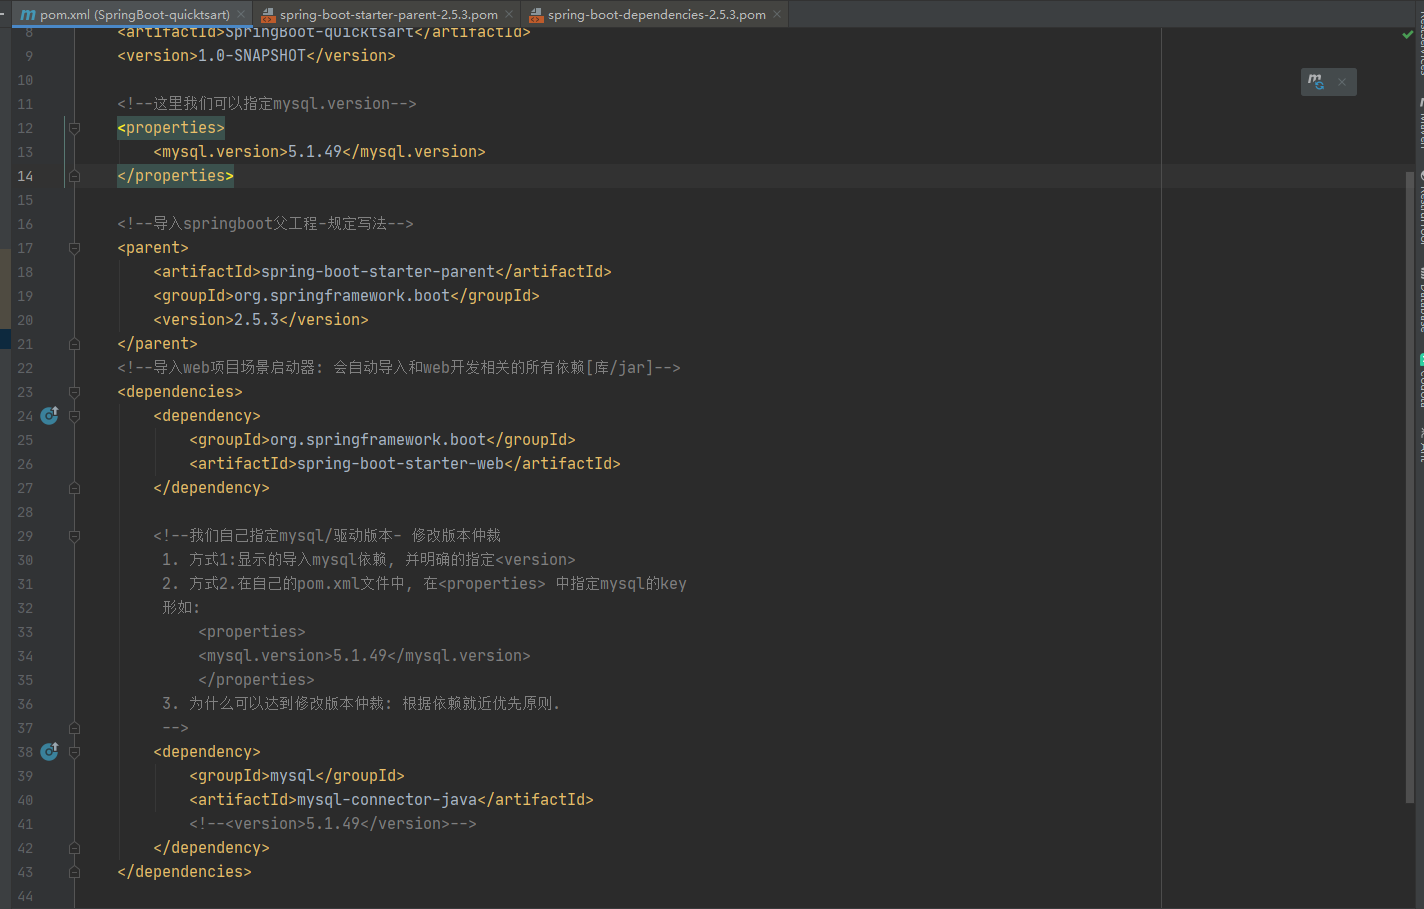 pom.xml (SpringBoot-quicktsart)
spring-boot-starter-parent-2.5.3.pom
spring-boot-dependencies-2.5.3.pom
8 <artifactId>SpringBoot-quicktsart</artifactId>
9 <version>1.0-SNAPSHOT</version>
10
11 <!--这里我们可以指定mysql.version-->
12 <properties>
13 <mysql.version>5.1.49</mysql.version>
14 </properties>
15
16 <!--导入springboot父工程-规定写法-->
17 <parent>
18 <artifactId>spring-boot-starter-parent</artifactId>
19 <groupId>org.springframework.boot</groupId>
20 <version>2.5.3</version>
21 </parent>
22 <!--导入web项目场景启动器: 会自动导入和web开发相关的所有依赖[库/jar]-->
23 <dependencies>
24 <dependency>
25 <groupId>org.springframework.boot</groupId>
26 <artifactId>spring-boot-starter-web</artifactId>
27 </dependency>
28
29 <!--我们自己指定mysql/驱动版本- 修改版本仲裁
30 1. 方式1:显示的导入mysql依赖, 并明确的指定<version>
31 2. 方式2.在自己的pom.xml文件中, 在<properties> 中指定mysql的key
32 形如:
33 <properties>
34 <mysql.version>5.1.49</mysql.version>
35 </properties>
36 3. 为什么可以达到修改版本仲裁: 根据依赖就近优先原则.
37 -->
38 <dependency>
39 <groupId>mysql</groupId>
40 <artifactId>mysql-connector-java</artifactId>
41 <!--<version>5.1.49</version>-->
42 </dependency>
43 </dependencies>
44